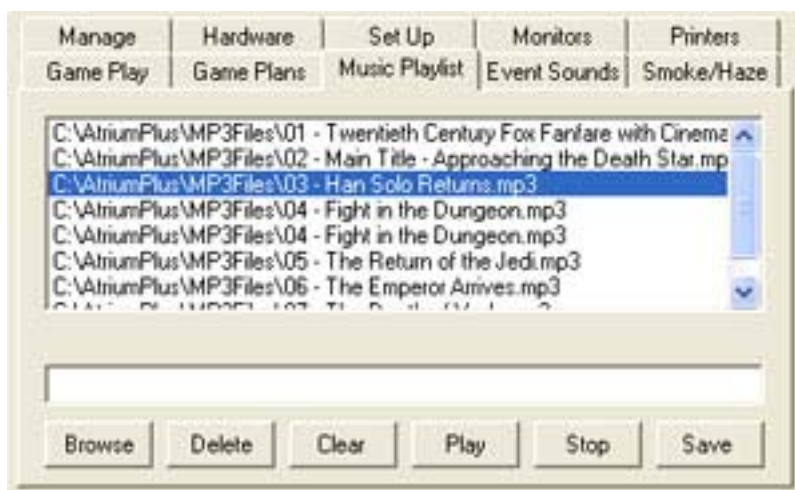 Manage Hardware Set Up Monitors Printers
Game Play Game Plans Music Playlist Event Sounds Smoke/Haze
C:\AtriumPlus\MP3Files\01 - Twentieth Century Fox Fanfare with Cinema
C:\AtriumPlus\MP3Files\02 - Main Title - Approaching the Death Star.mp
C:\AtriumPlus\MP3Files\03 - Han Solo Returns.mp3
C:\AtriumPlus\MP3Files\04 - Fight in the Dungeon.mp3
C:\AtriumPlus\MP3Files\04 - Fight in the Dungeon.mp3
C:\AtriumPlus\MP3Files\05 - The Return of the Jedi.mp3
C:\AtriumPlus\MP3Files\06 - The Emperor Arrives.mp3
Browse Delete Clear Play Stop Save